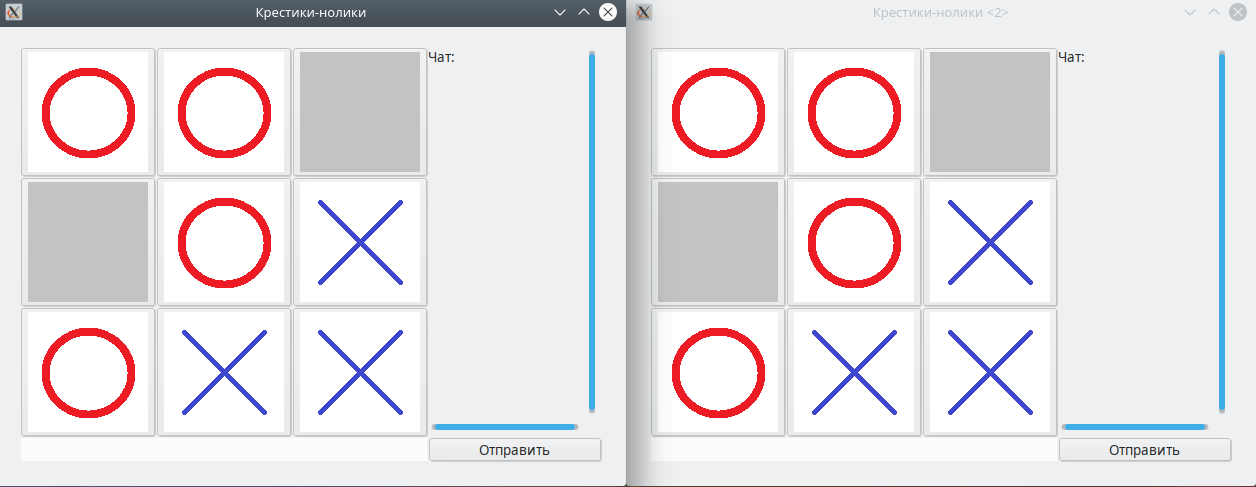 Крестики-нолики
Чат:
Отправить
Крестики-нолики <2>
Чат:
Отправить